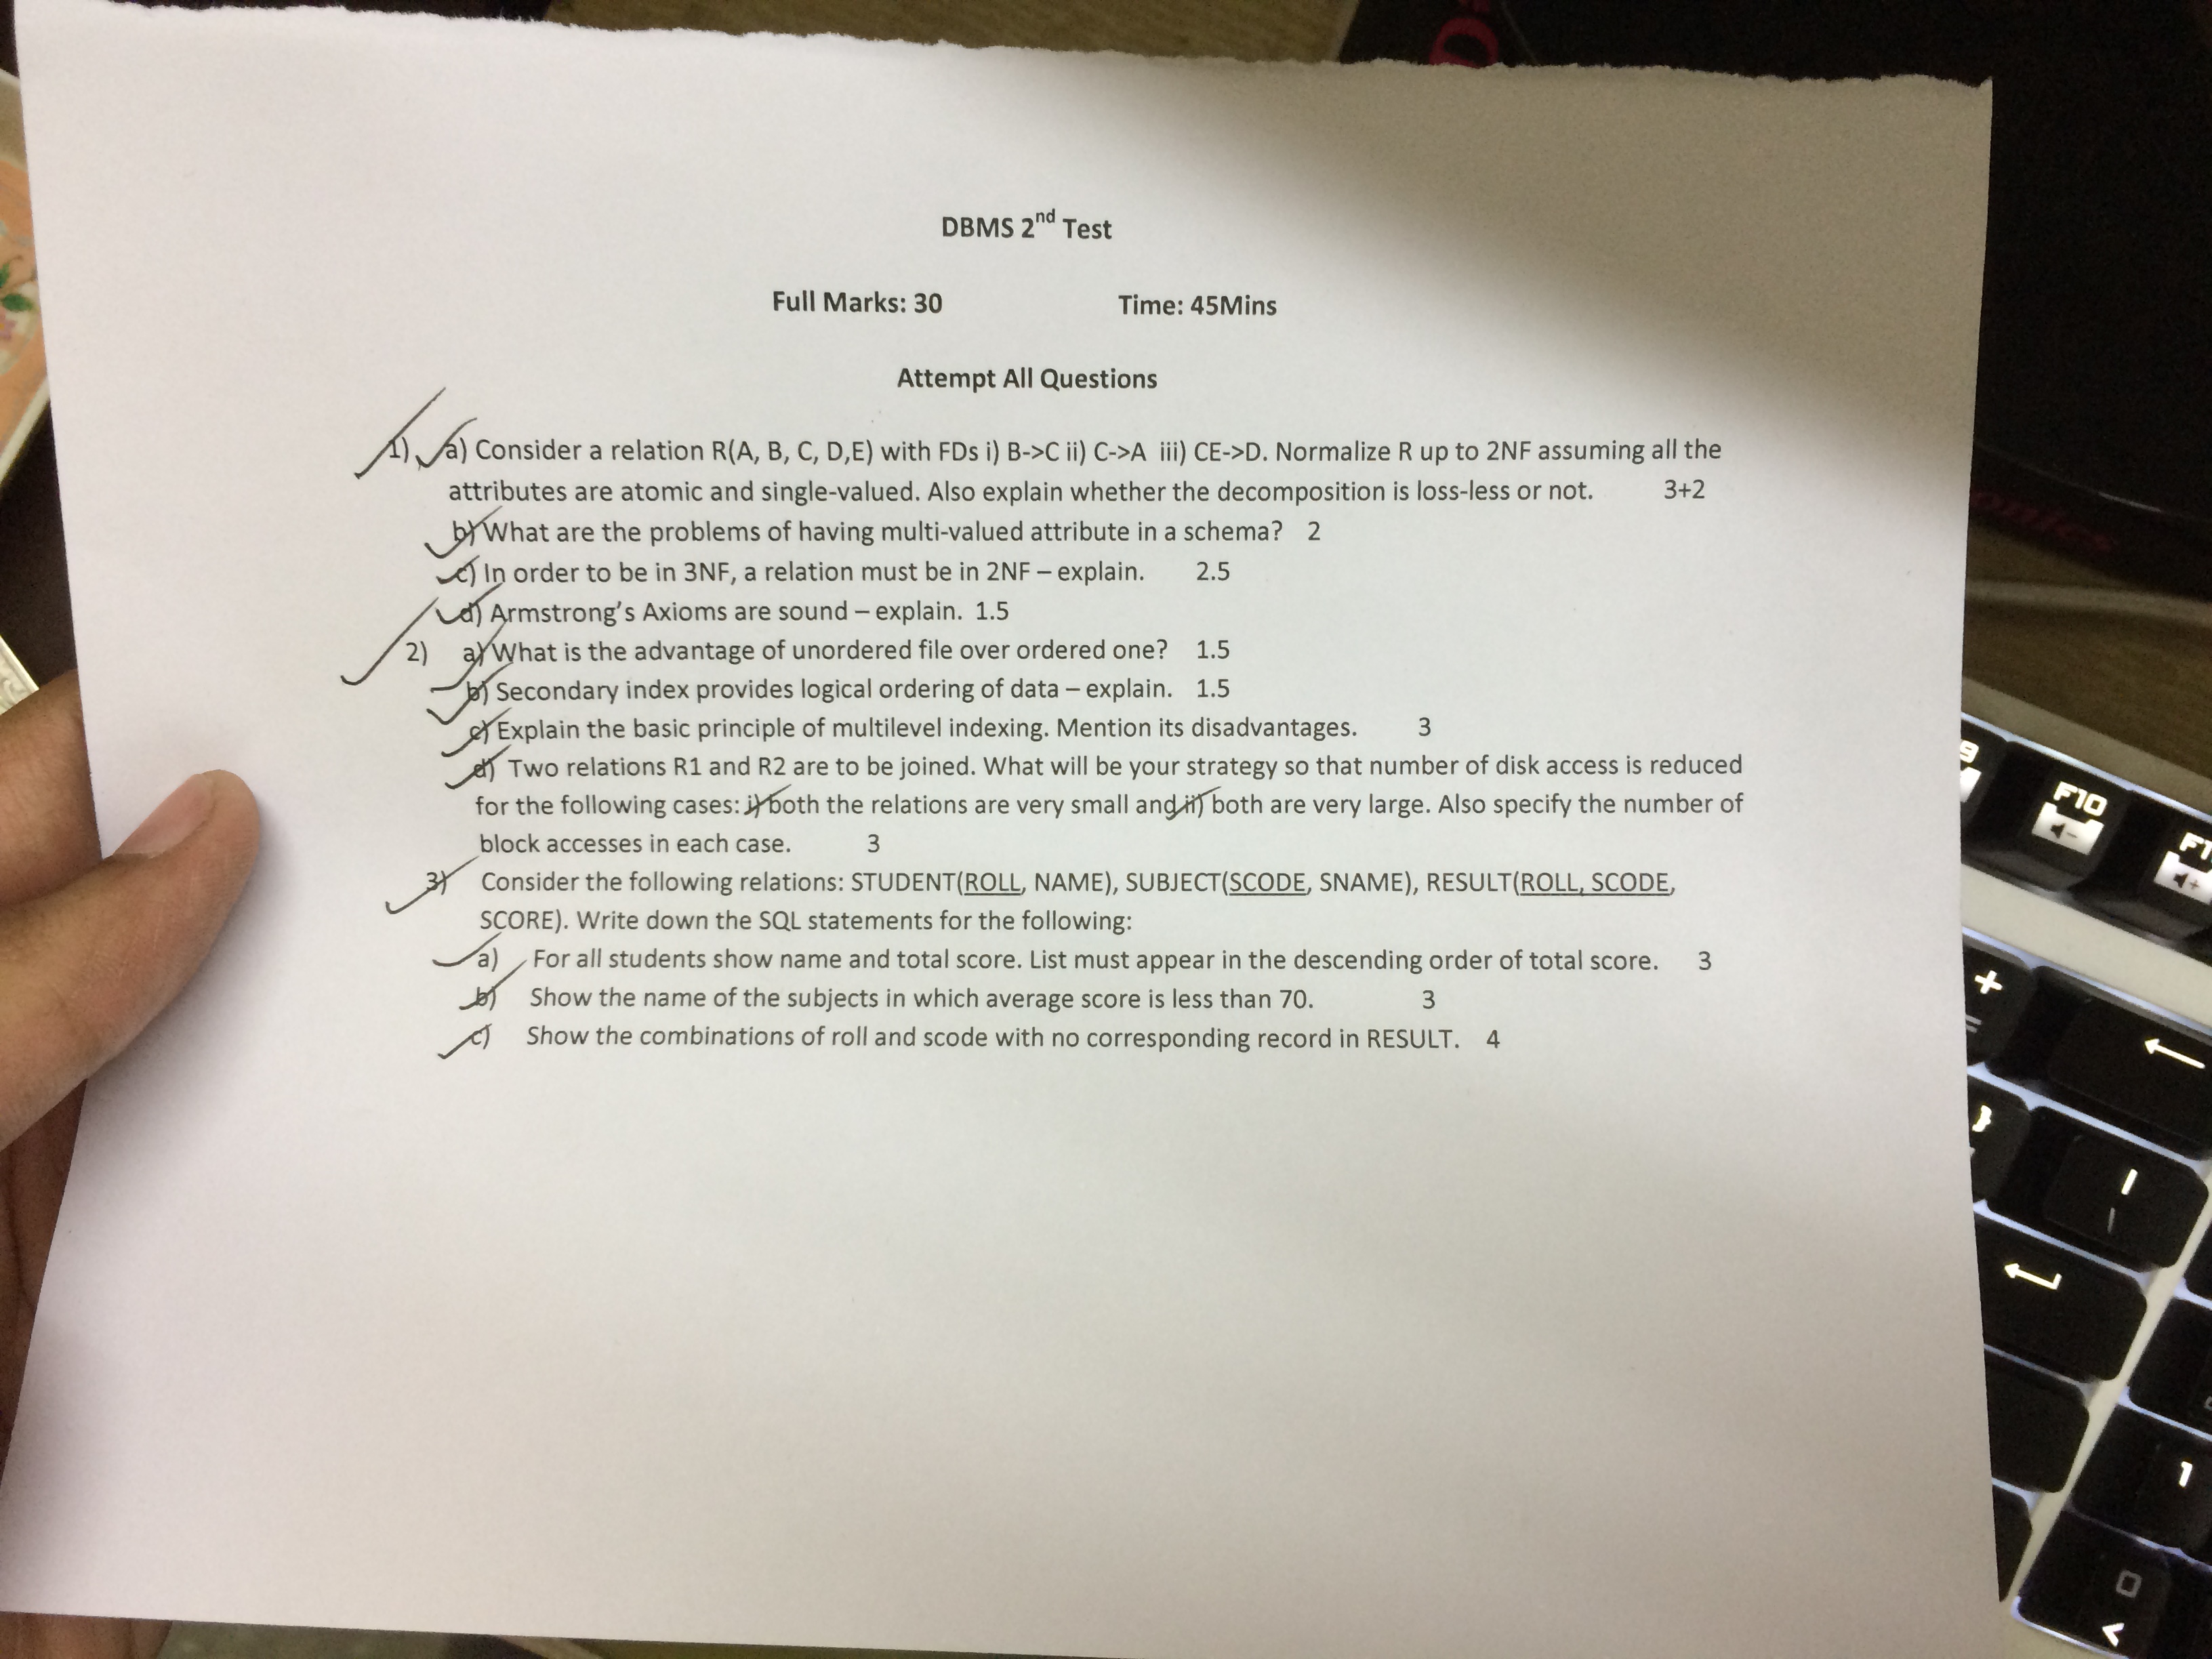 DBMS 2nd Test
Full Marks: 30 Time: 45Mins
Attempt All Questions
1) a) Consider a relation R(A, B, C, D,E) with FDs i) B->C ii) C->A iii) CE->D. Normalize R up to 2NF assuming all the
attributes are atomic and single-valued. Also explain whether the decomposition is loss-less or not. 3+2
b) What are the problems of having multi-valued attribute in a schema? 2
c) In order to be in 3NF, a relation must be in 2NF – explain. 2.5
d) Armstrong's Axioms are sound – explain. 1.5
2) a) What is the advantage of unordered file over ordered one? 1.5
b) Secondary index provides logical ordering of data – explain. 1.5
c) Explain the basic principle of multilevel indexing. Mention its disadvantages. 3
d) Two relations R1 and R2 are to be joined. What will be your strategy so that number of disk access is reduced
for the following cases: i) both the relations are very small and ii) both are very large. Also specify the number of
block accesses in each case. 3
3) Consider the following relations: STUDENT(ROLL, NAME), SUBJECT(SCODE, SNAME), RESULT(ROLL, SCODE,
SCORE). Write down the SQL statements for the following:
a) For all students show name and total score. List must appear in the descending order of total score. 3
b) Show the name of the subjects in which average score is less than 70. 3
c) Show the combinations of roll and scode with no corresponding record in RESULT. 4
F10
+
=
}
1
0
<